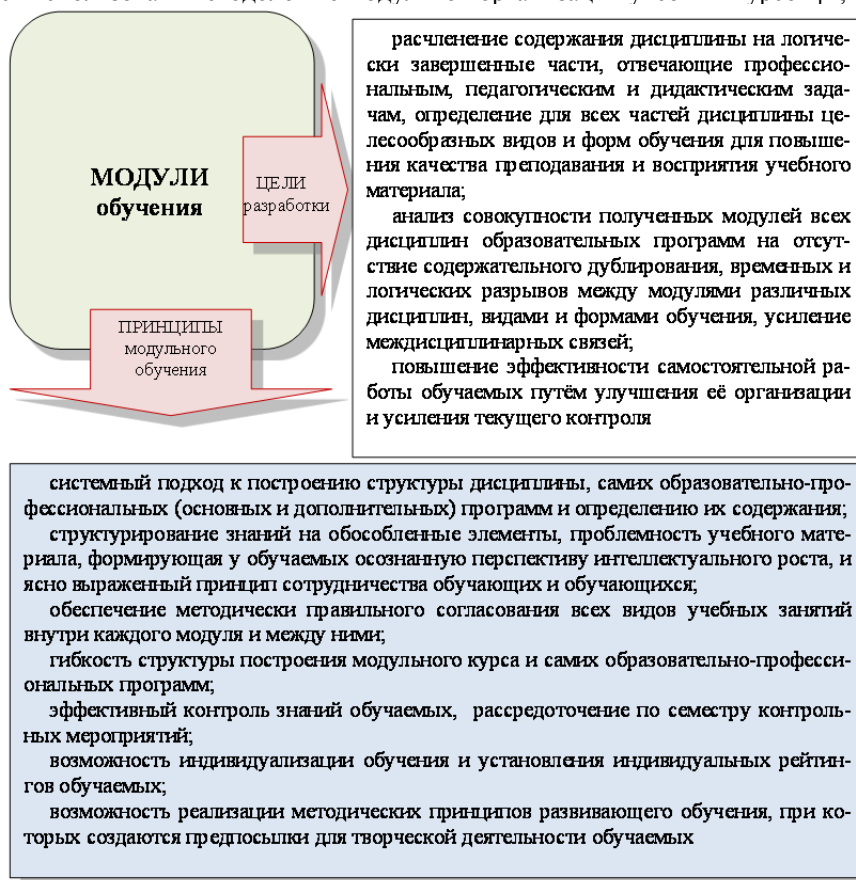 МОДУЛИ
обучения
ЦЕЛИ
разработки
расчленение содержания дисциплины на логиче-
ски завершенные части, отвечающие профессио-
нальным, педагогическим и дидактическим зада-
чам, определение для всех частей дисциплины це-
лесообразных видов и форм обучения для повыше-
ния качества преподавания и восприятия учебного
материала;
анализ совокупности полученных модулей всех
дисциплин образовательных программ на отсут-
ствие содержательного дублирования, временных и
логических разрывов между модулями различных
дисциплин, видами и формами обучения, усиление
междисциплинарных связей;
повышение эффективности самостоятельной ра-
боты обучаемых путём улучшения её организации
и усиления текущего контроля
ПРИНЦИПЫ
модульного
обучения
системный подход к построению структуры дисциплины, самих образовательно-про-
фессиональных (основных и дополнительных) программ и определению их содержания;
структурирование знаний на обособленные элементы, проблемность учебного мате-
риала, формирующая у обучаемых осознанную перспективу интеллектуального роста, и
ясно выраженный принцип сотрудничества обучающих и обучающихся;
обеспечение методически правильного согласования всех видов учебных занятий
внутри каждого модуля и между ними;
гибкость структуры построения модульного курса и самих образовательно-професси-
ональных программ;
эффективный контроль знаний обучаемых, рассредоточение по семестру контроль-
ных мероприятий;
возможность индивидуализации обучения и установления индивидуальных рейтин-
гов обучаемых;
возможность реализации методических принципов развивающего обучения, при ко-
торых создаются предпосылки для творческой деятельности обучаемых